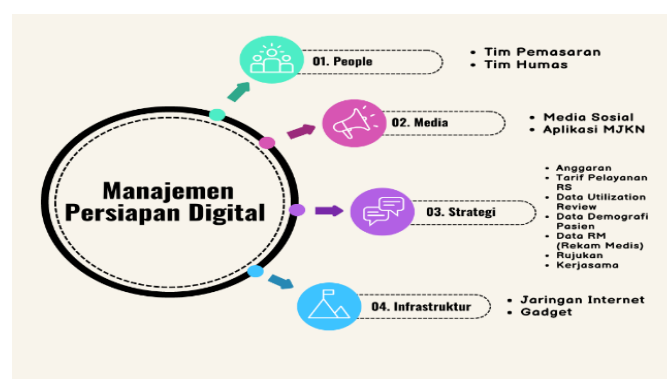 01. People
• Tim Pemasaran
• Tim Humas
02. Media
• Media Sosial
• Aplikasi MJKN
Manajemen
Persiapan Digital
03. Strategi
• Anggaran
• Tarif Pelayanan
RS
• Data Utilization
Review
• Data Demografi
Pasien
• Data RM
(Rekam Medis)
• Rujukan
• Kerjasama
04. Infrastruktur
• Jaringan Internet
• Gadget